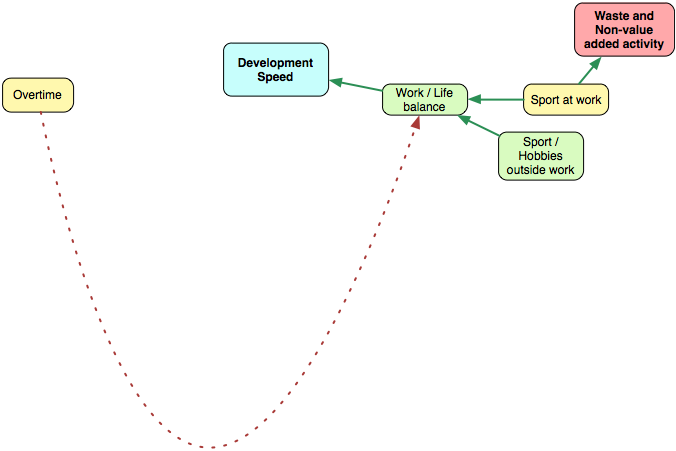 Waste and
Non-value
added activity
Development
Speed
Overtime
Work / Life
balance
Sport at work
Sport /
Hobbies
outside work